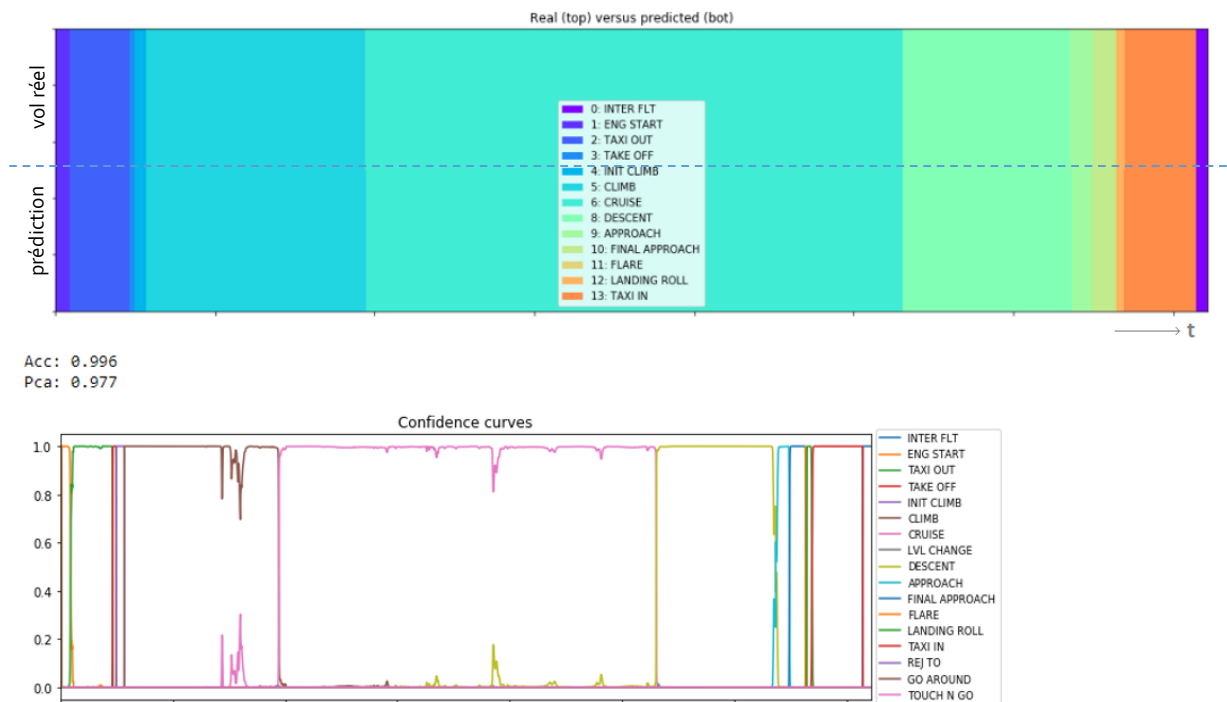 Real (top) versus predicted (bot)
vol réel
prédiction
0: INTER FLT
1: ENG START
2: TAXI OUT
3: TAKE OFF
4: INIT CLIMB
5: CLIMB
6: CRUISE
8: DESCENT
9: APPROACH
10: FINAL APPROACH
11: FLARE
12: LANDING ROLL
13: TAXI IN
t
Acc: 0.996
Pca: 0.977
Confidence curves
1.0
0.8
0.6
0.4
0.2
0.0
INTER FLT
ENG START
TAXI OUT
TAKE OFF
INIT CLIMB
CLIMB
CRUISE
LVL CHANGE
DESCENT
APPROACH
FINAL APPROACH
FLARE
LANDING ROLL
TAXI IN
REJ TO
GO AROUND
TOUCH N GO